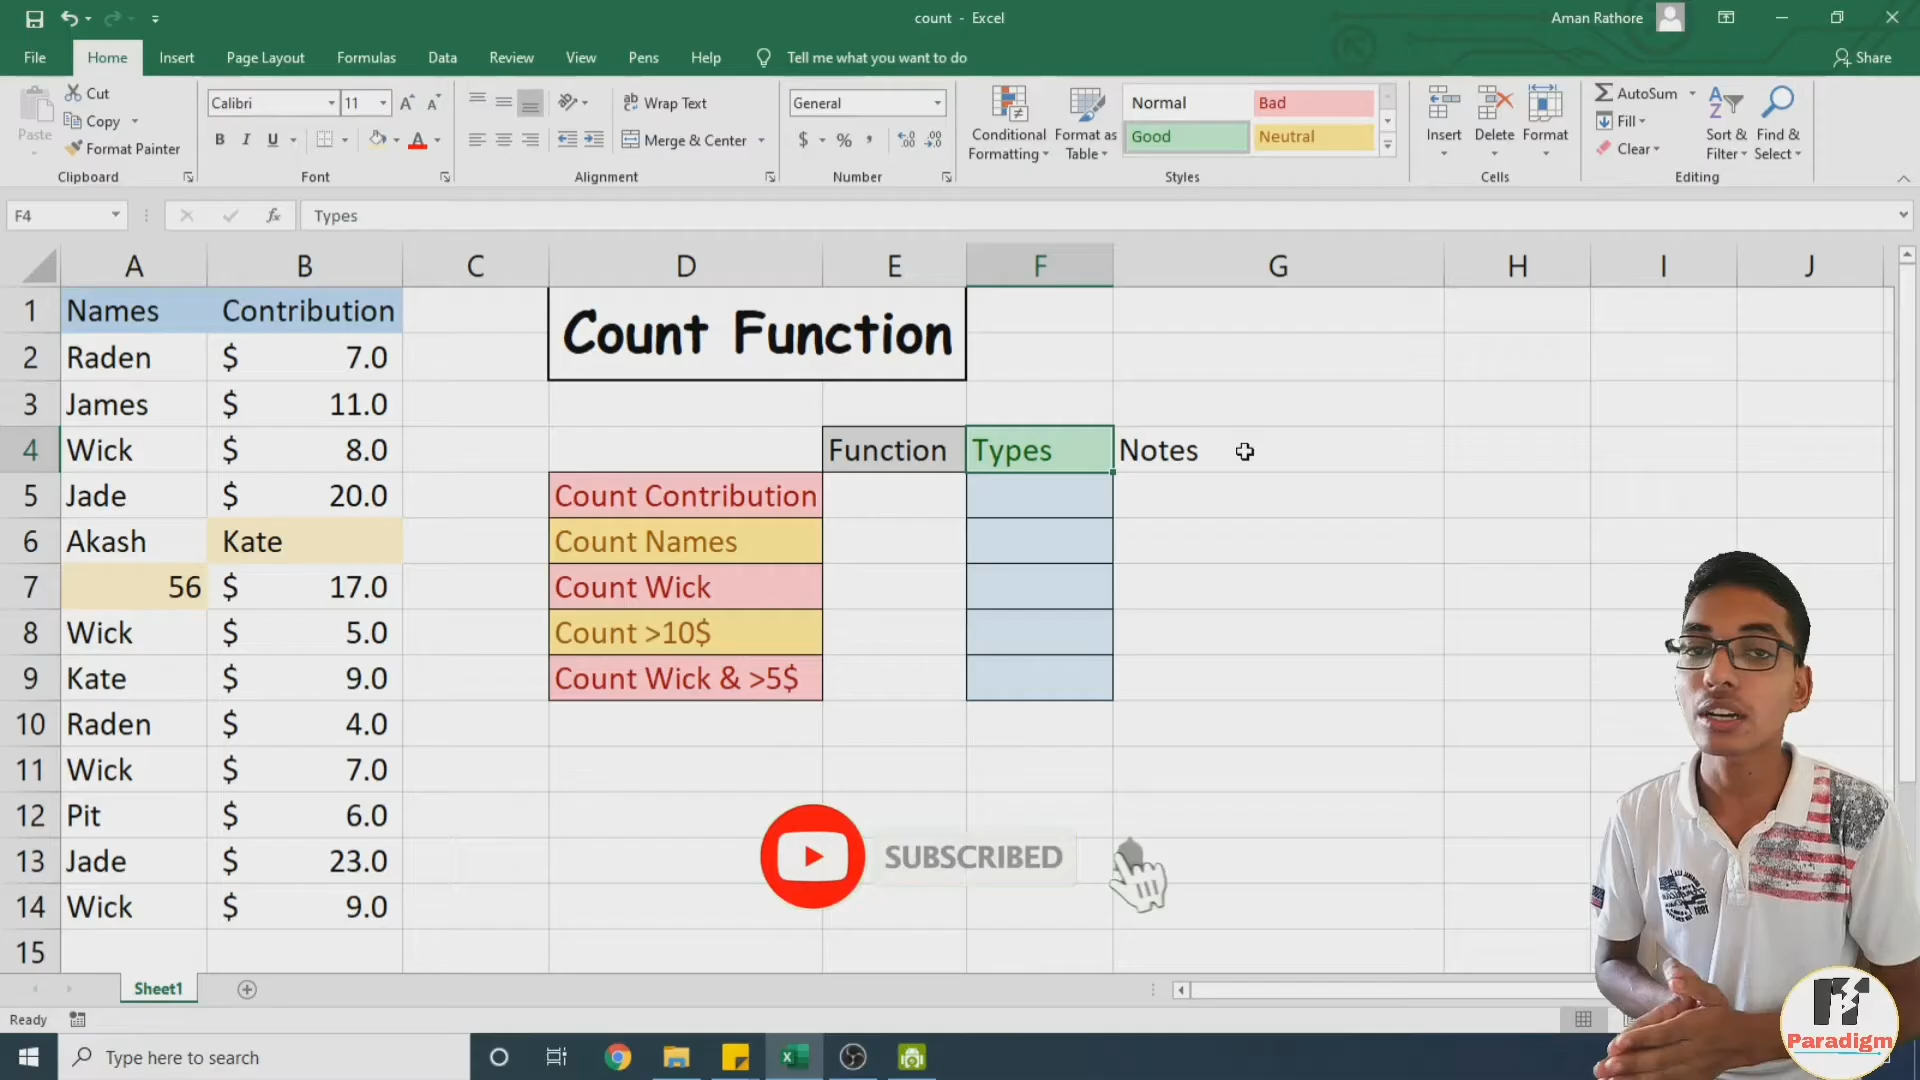 count - Excel
Aman Rathore
File Home Insert Page Layout Formulas Data Review View Pens Help Tell me what you want to do
Share
Paste
Cut
Copy
Format Painter
Clipboard
Calibri 11
B I U
Font
Wrap Text
Merge & Center
Alignment
General
$ % ,
Number
Conditional Formatting
Format as Table
Normal Bad
Good Neutral
Styles
Insert Delete Format
Cells
AutoSum
Fill
Clear
Sort & Filter
Find & Select
Editing
F4
fx
Types
A B C D E F G H I J
1 Names Contribution Count Function
2 Raden $ 7.0
3 James $ 11.0
4 Wick $ 8.0 Function Types Notes
5 Jade $ 20.0 Count Contribution
6 Akash Kate Count Names
7 56 $ 17.0 Count Wick
8 Wick $ 5.0 Count >10$
9 Kate $ 9.0 Count Wick & >5$
10 Raden $ 4.0
11 Wick $ 7.0
12 Pit $ 6.0
13 Jade $ 23.0
14 Wick $ 9.0
15
SUBSCRIBED
Sheet1
Ready
Type here to search
Paradigm